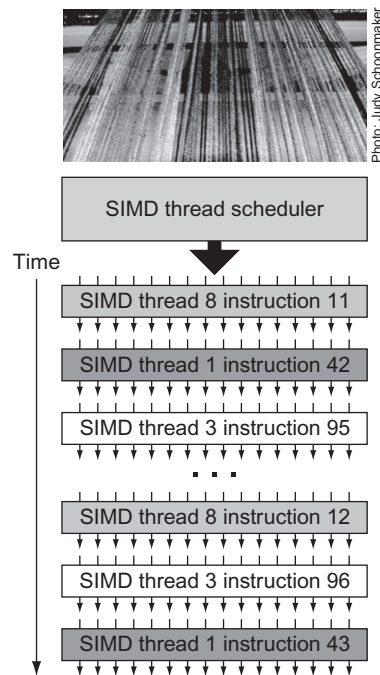 Photo: Judy Schoonmaker
SIMD thread scheduler
Time
SIMD thread 8 instruction 11
SIMD thread 1 instruction 42
SIMD thread 3 instruction 95
. . .
SIMD thread 8 instruction 12
SIMD thread 3 instruction 96
SIMD thread 1 instruction 43